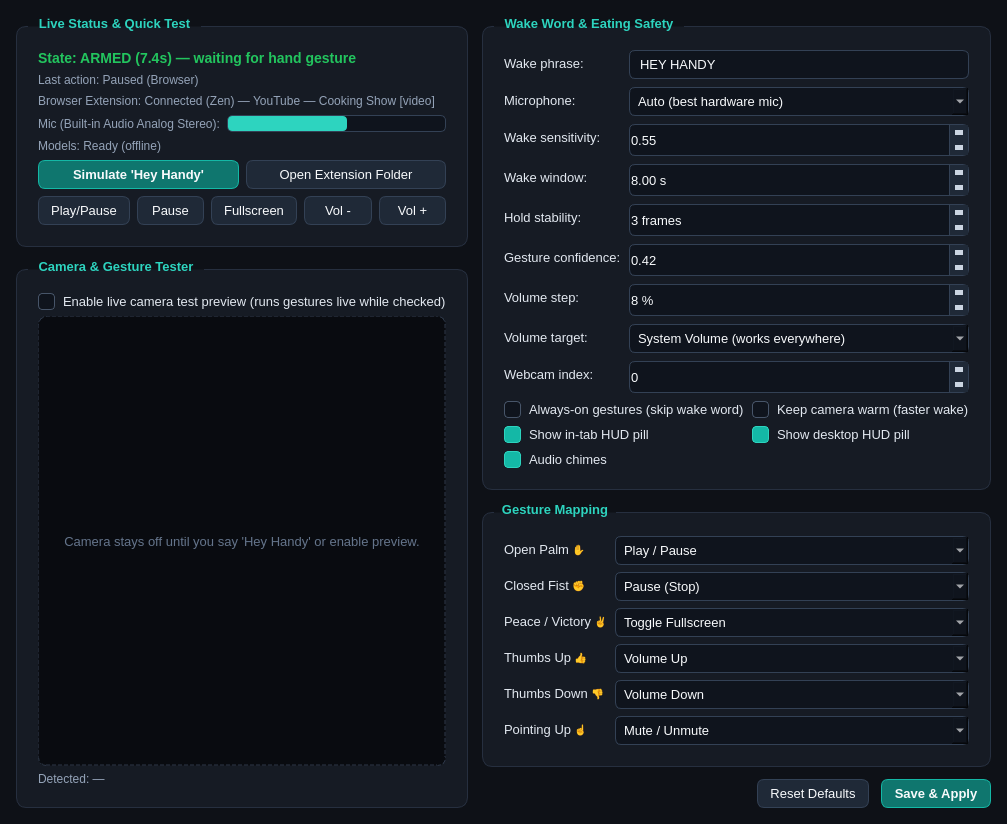 Live Status & Quick Test
State: ARMED (7.4s) — waiting for hand gesture
Last action: Paused (Browser)
Browser Extension: Connected (Zen) — YouTube — Cooking Show [video]
Mic (Built-in Audio Analog Stereo):
Models: Ready (offline)
Simulate 'Hey Handy' Open Extension Folder
Play/Pause Pause Fullscreen Vol - Vol +
Camera & Gesture Tester
Enable live camera test preview (runs gestures live while checked)
Camera stays off until you say 'Hey Handy' or enable preview.
Detected: —
Wake Word & Eating Safety
Wake phrase: HEY HANDY
Microphone: Auto (best hardware mic)
Wake sensitivity: 0.55
Wake window: 8.00 s
Hold stability: 3 frames
Gesture confidence: 0.42
Volume step: 8 %
Volume target: System Volume (works everywhere)
Webcam index: 0
Always-on gestures (skip wake word) Keep camera warm (faster wake)
Show in-tab HUD pill Show desktop HUD pill
Audio chimes
Gesture Mapping
Open Palm ✋ Play / Pause
Closed Fist ✊ Pause (Stop)
Peace / Victory ✌️ Toggle Fullscreen
Thumbs Up 👍 Volume Up
Thumbs Down 👎 Volume Down
Pointing Up ☝️ Mute / Unmute
Reset Defaults Save & Apply